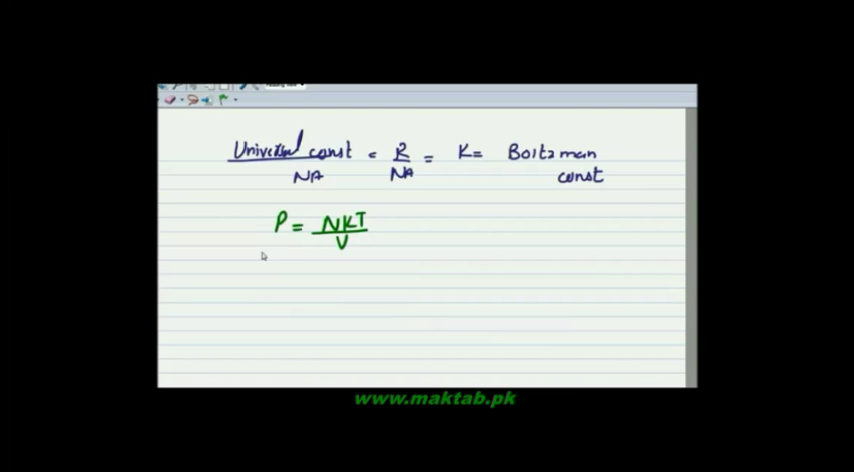 Universal const = R = K = Boltzman
NA NA const
P = NKT
V
www.maktab.pk